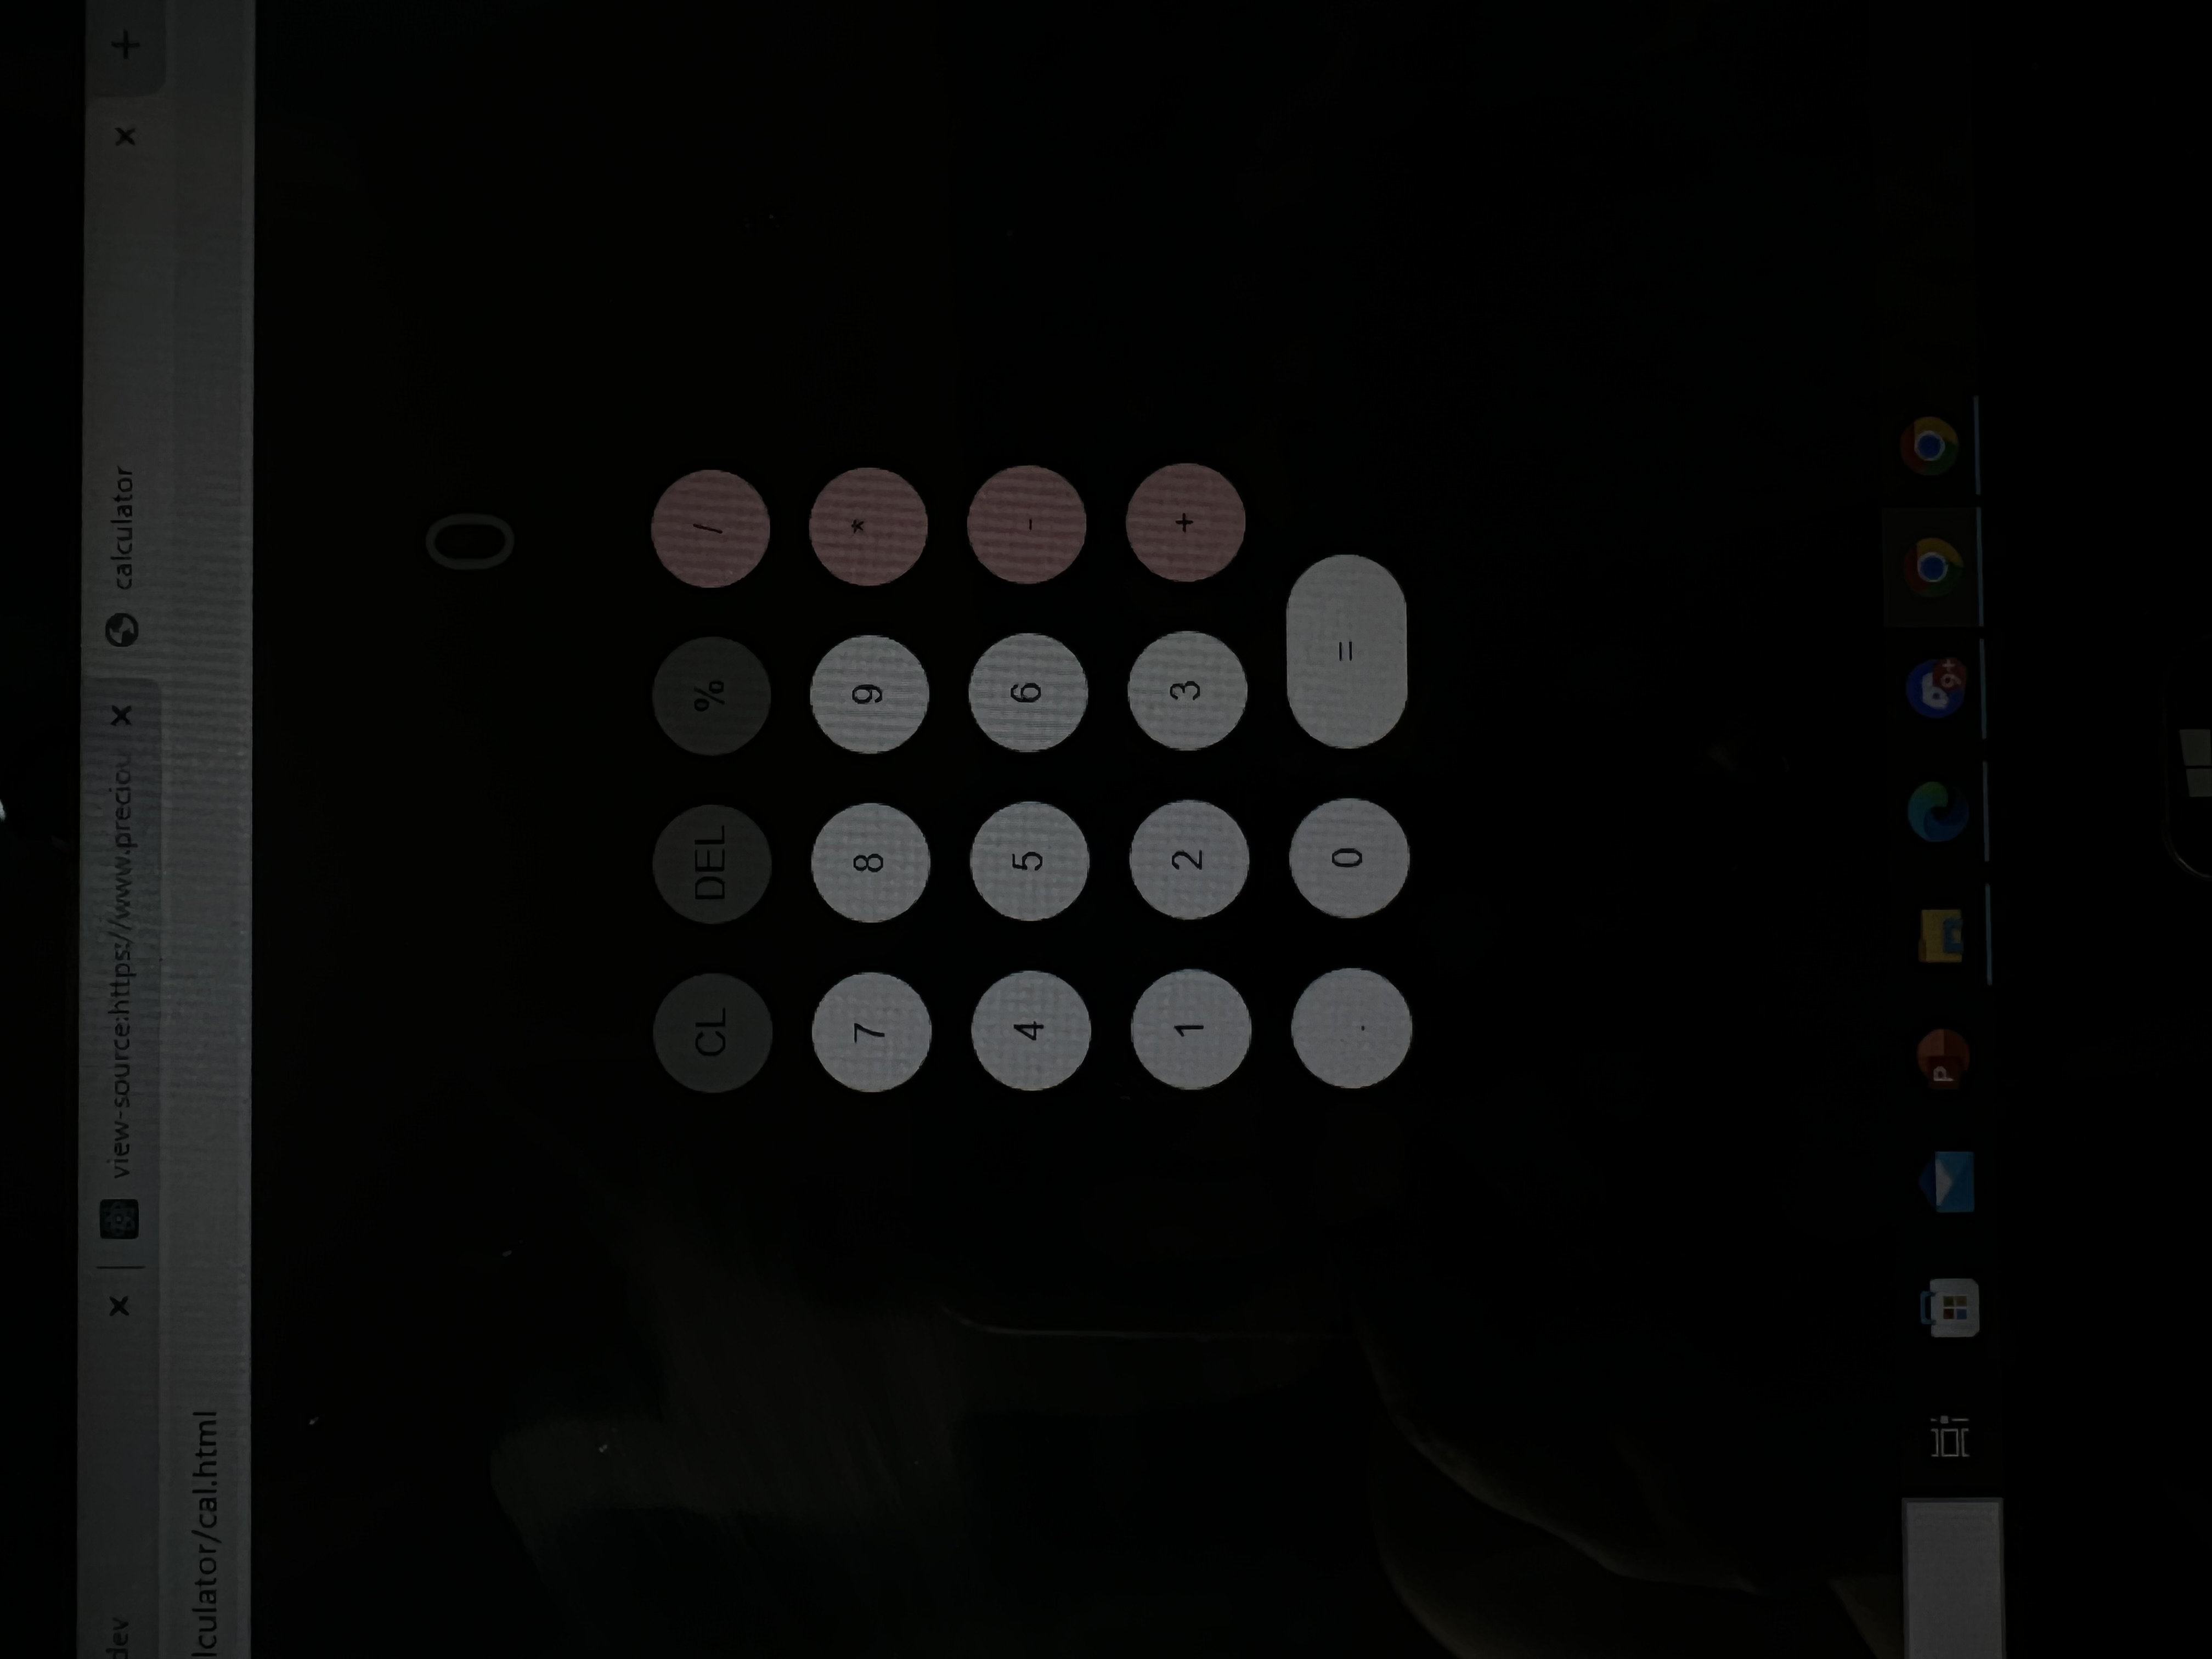 dev
view-source:https://www.preciou
calculator
lculator/cal.html
0
CL DEL % /
7 8 9 *
4 5 6 -
1 2 3 +
. 0 =
P
9+